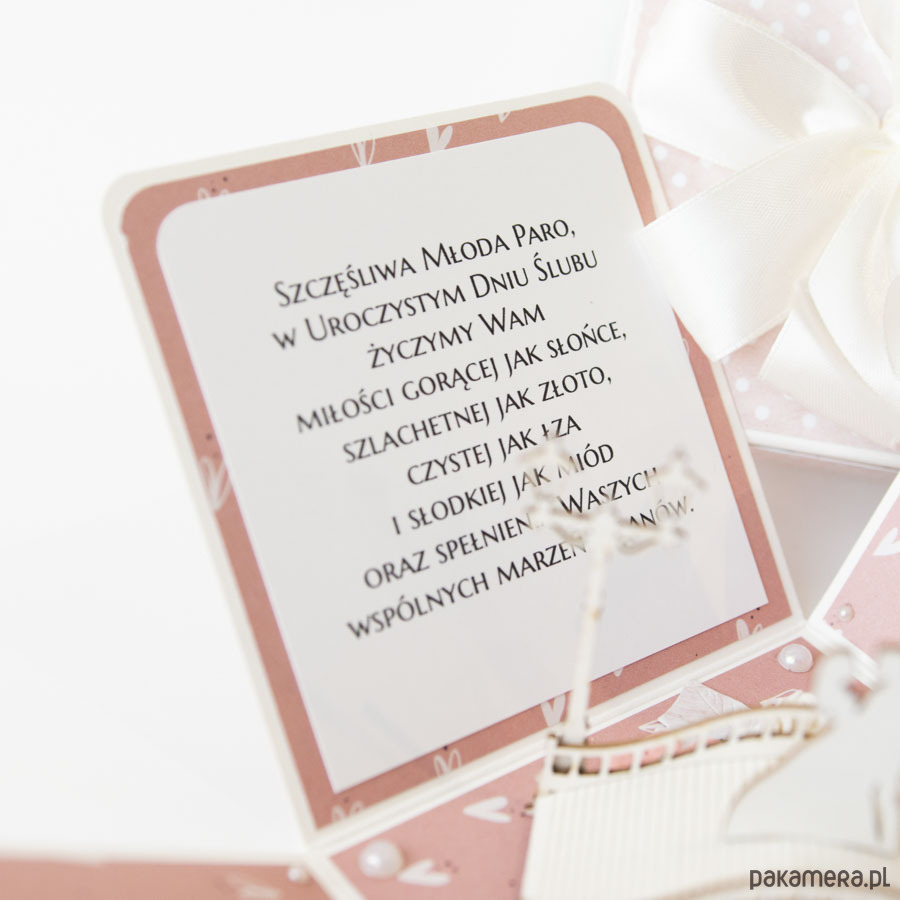 Szczęśliwa Młoda Paro,
w Uroczystym Dniu Ślubu
życzymy Wam
miłości gorącej jak słońce,
szlachetnej jak złoto,
czystej jak łza
i słodkiej jak miód
oraz Waszych
wspólnych
pakamera.pl